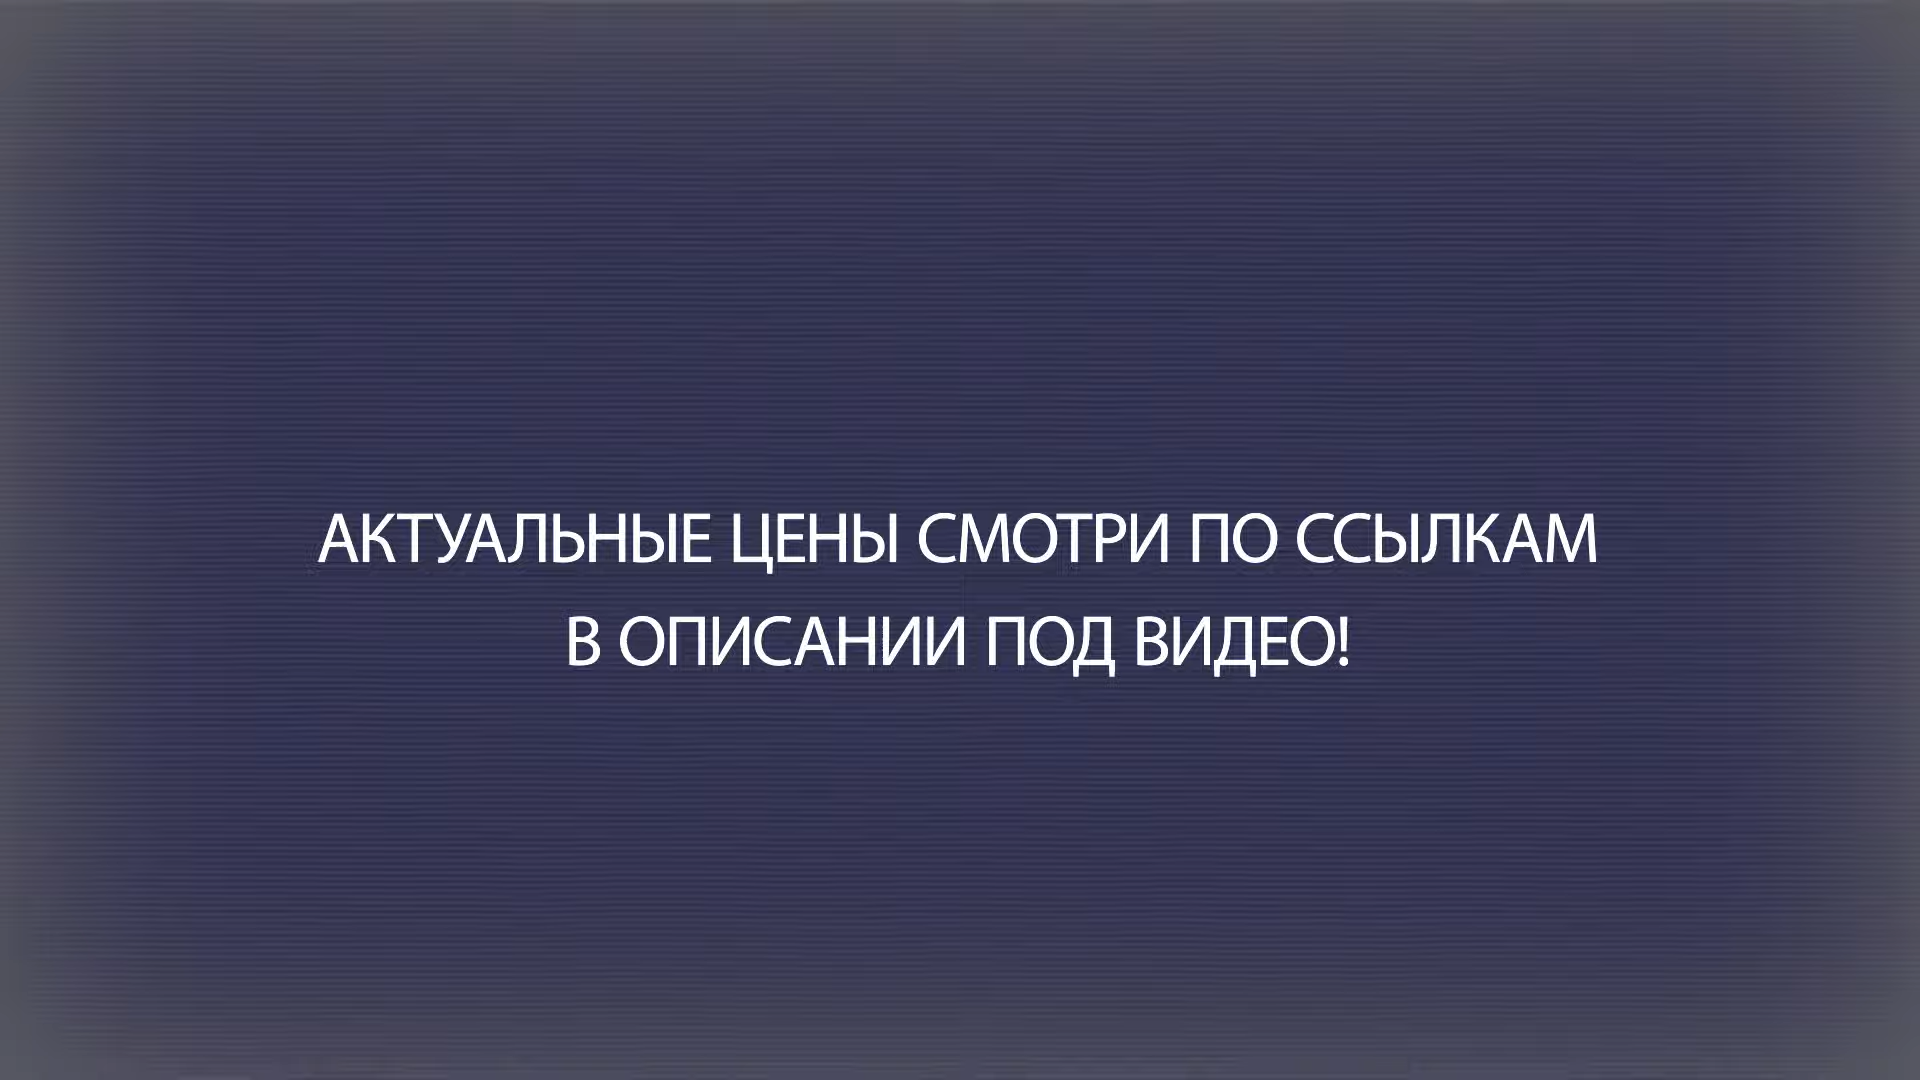 АКТУАЛЬНЫЕ ЦЕНЫ СМОТРИ ПО ССЫЛКАМ
В ОПИСАНИИ ПОД ВИДЕО!